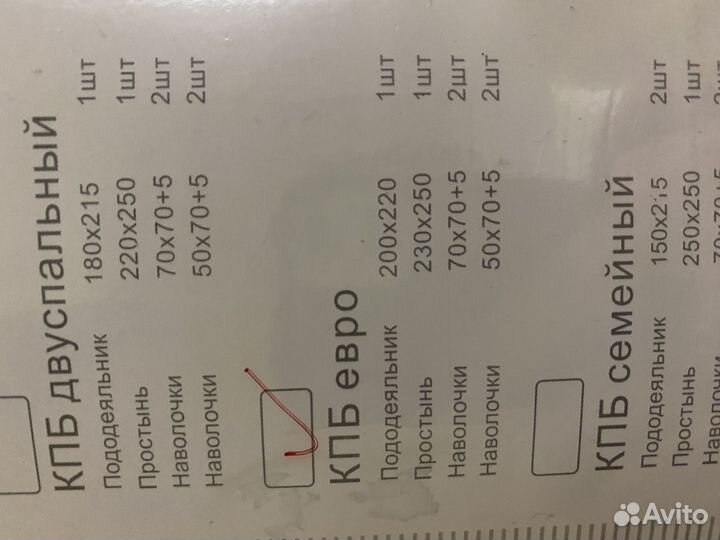 КПБ двуспальный
Пододеяльник 180х215 1шт
Простынь 220х250 1шт
Наволочки 70х70+5 2шт
Наволочки 50х70+5 2шт
КПБ евро
Пододеяльник 200х220 1шт
Простынь 230х250 1шт
Наволочки 70х70+5 2шт
Наволочки 50х70+5 2шт
КПБ семейный
Пододеяльник 150х215 2шт
Простынь 250х250 1шт
Avito